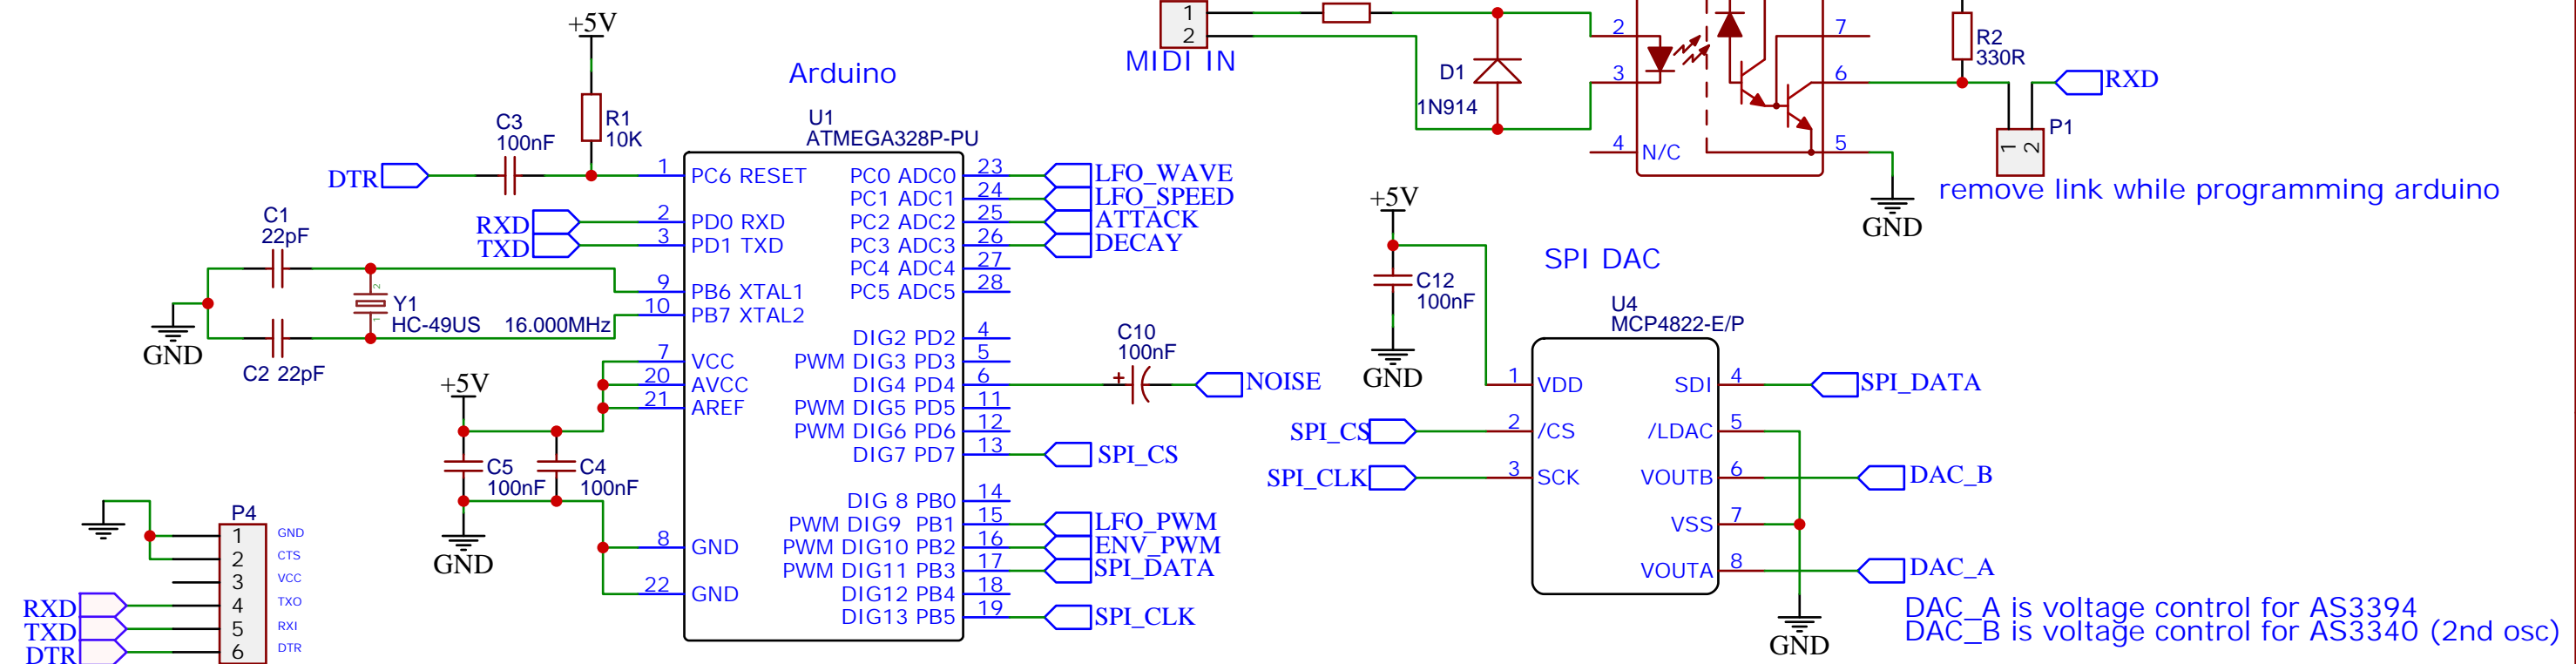 +5V
Arduino
U1
ATMEGA328P-PU
R1
10K
C3
100nF
DTR
RXD
TXD
C1
22pF
Y1
HC-49US 16.000MHz
2
1
GND
C2 22pF
+5V
C5
100nF
C4
100nF
GND
1 PC6 RESET
2 PD0 RXD
3 PD1 TXD
9 PB6 XTAL1
10 PB7 XTAL2
7 VCC
20 AVCC
21 AREF
8 GND
22 GND
PC0 ADC0 23 LFO_WAVE
PC1 ADC1 24 LFO_SPEED
PC2 ADC2 25 ATTACK
PC3 ADC3 26 DECAY
PC4 ADC4 27
PC5 ADC5 28
DIG2 PD2 4
PWM DIG3 PD3 5
DIG4 PD4 6
PWM DIG5 PD5 11
PWM DIG6 PD6 12
DIG7 PD7 13 SPI_CS
DIG 8 PB0 14
PWM DIG9 PB1 15 LFO_PWM
PWM DIG10 PB2 16 ENV_PWM
PWM DIG11 PB3 17 SPI_DATA
DIG12 PB4 18
DIG13 PB5 19 SPI_CLK
C10
100nF
+
NOISE
P4
1 GND
2 CTS
3 VCC
RXD 4 TXO
TXD 5 RXI
DTR 6 DTR
1
2
MIDI IN
D1
1N914
2
3
4 N/C
7
6
5
R2
330R
RXD
P1
1 2
GND
remove link while programming arduino
+5V
C12
100nF
GND
SPI DAC
U4
MCP4822-E/P
1 VDD
SPI_CS 2 /CS
SPI_CLK 3 SCK
SDI 4 SPI_DATA
/LDAC 5
VOUTB 6 DAC_B
VSS 7
VOUTA 8 DAC_A
GND
DAC_A is voltage control for AS3394
DAC_B is voltage control for AS3340 (2nd osc)